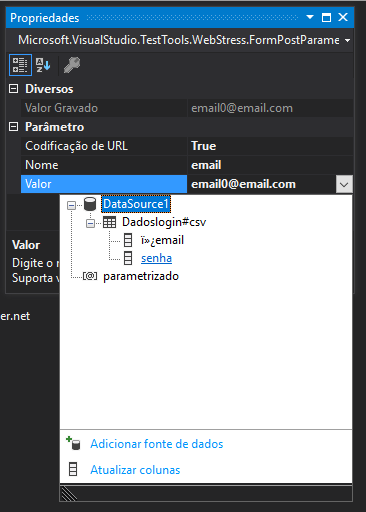 Propriedades
Microsoft.VisualStudio.TestTools.WebStress.FormPostParame
Diversos
Valor Gravado email0@email.com
Parâmetro
Codificação de URL True
Nome email
Valor email0@email.com
DataSource1
Dadoslogin#csv
ï»¿email
senha
[@] parametrizado
Valor
Digite o
Suporta v
er.net
Adicionar fonte de dados
Atualizar colunas